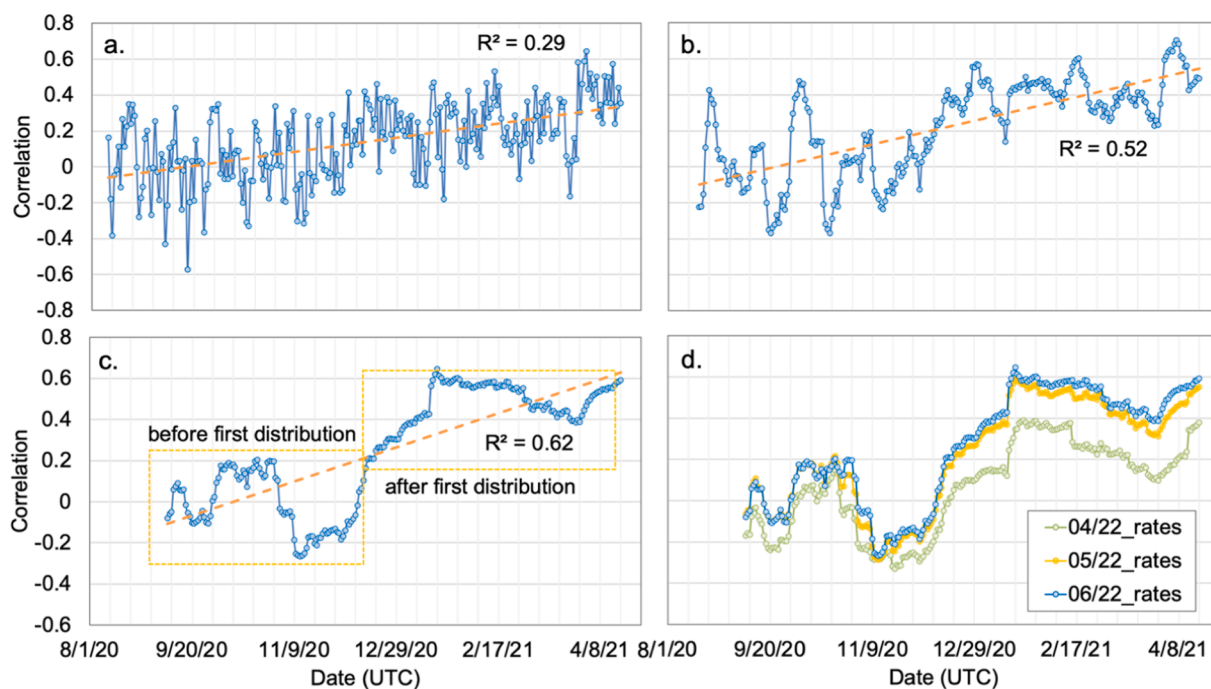 0.8
0.6
0.4
0.2
0
-0.2
-0.4
-0.6
-0.8
Correlation
a.
R² = 0.29
b.
R² = 0.52
0.8
0.6
0.4
0.2
0
-0.2
-0.4
-0.6
Correlation
c.
before first distribution
R² = 0.62
after first distribution
d.
04/22_rates
05/22_rates
06/22_rates
8/1/20 9/20/20 11/9/20 12/29/20 2/17/21 4/8/21
8/1/20 9/20/20 11/9/20 12/29/20 2/17/21 4/8/21
Date (UTC)
Date (UTC)